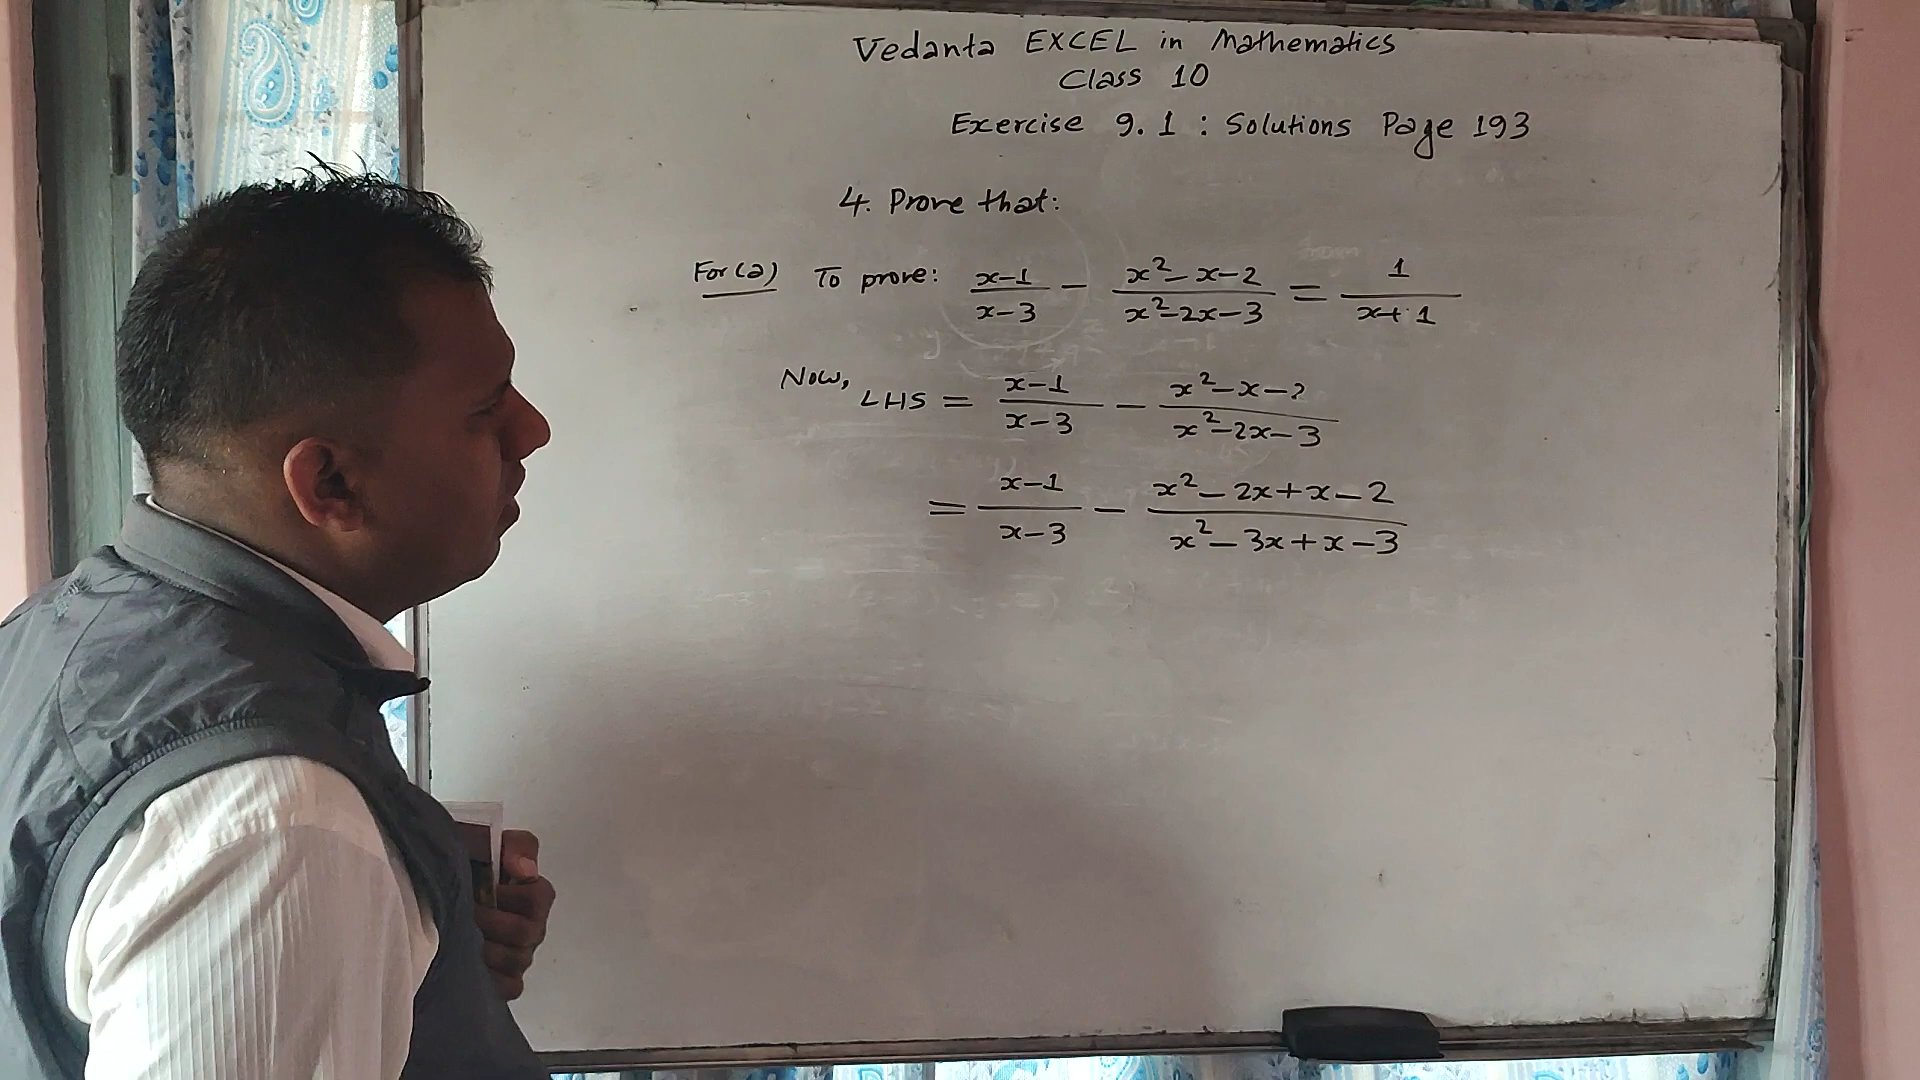 Vedanta EXCEL in Mathematics
Class 10
Exercise 9.1 : Solutions Page 193
4. Prove that:
For (a) To prove: (x-1)/(x-3) - (x²-x-2)/(x²-2x-3) = 1/(x+1)
Now, LHS = (x-1)/(x-3) - (x²-x-2)/(x²-2x-3)
= (x-1)/(x-3) - (x²-2x+x-2)/(x²-3x+x-3)